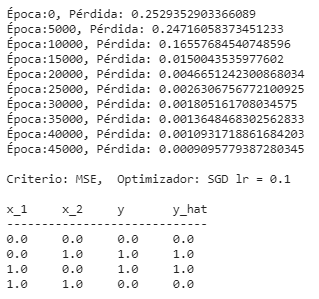 Época:0, Pérdida: 0.2529352903366089
Época:5000, Pérdida: 0.24716058373451233
Época:10000, Pérdida: 0.16557684540748596
Época:15000, Pérdida: 0.0150043535977602
Época:20000, Pérdida: 0.0046651242300868034
Época:25000, Pérdida: 0.0026306756772100925
Época:30000, Pérdida: 0.001805161708034575
Época:35000, Pérdida: 0.0013648468302562833
Época:40000, Pérdida: 0.0010931718861684203
Época:45000, Pérdida: 0.0009095779387280345
Criterio: MSE,  Optimizador: SGD lr = 0.1
x_1 x_2 y y_hat
----------------------------
0.0 0.0 0.0 0.0
0.0 1.0 1.0 1.0
1.0 0.0 1.0 1.0
1.0 1.0 0.0 0.0